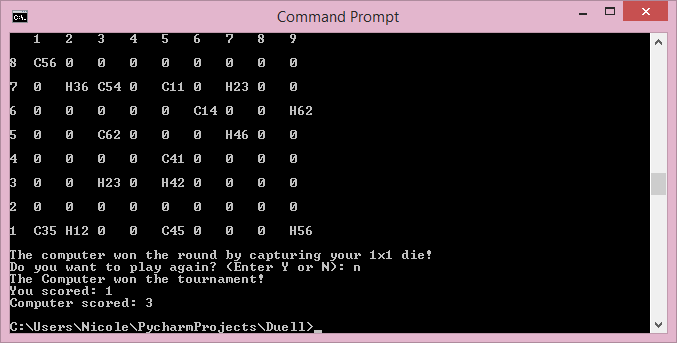 Command Prompt
1 2 3 4 5 6 7 8 9
8 C56 0 0 0 0 0 0 0 0
7 0 H36 C54 0 C11 0 H23 0 0
6 0 0 0 0 0 C14 0 0 H62
5 0 0 C62 0 0 0 H46 0 0
4 0 0 0 0 C41 0 0 0 0
3 0 0 H23 0 H42 0 0 0 0
2 0 0 0 0 0 0 0 0 0
1 C35 H12 0 0 C45 0 0 0 H56
The computer won the round by capturing your 1x1 die!
Do you want to play again? (Enter Y or N): n
The Computer won the tournament!
You scored: 1
Computer scored: 3
C:\Users\Nicole\PycharmProjects\Duell>_